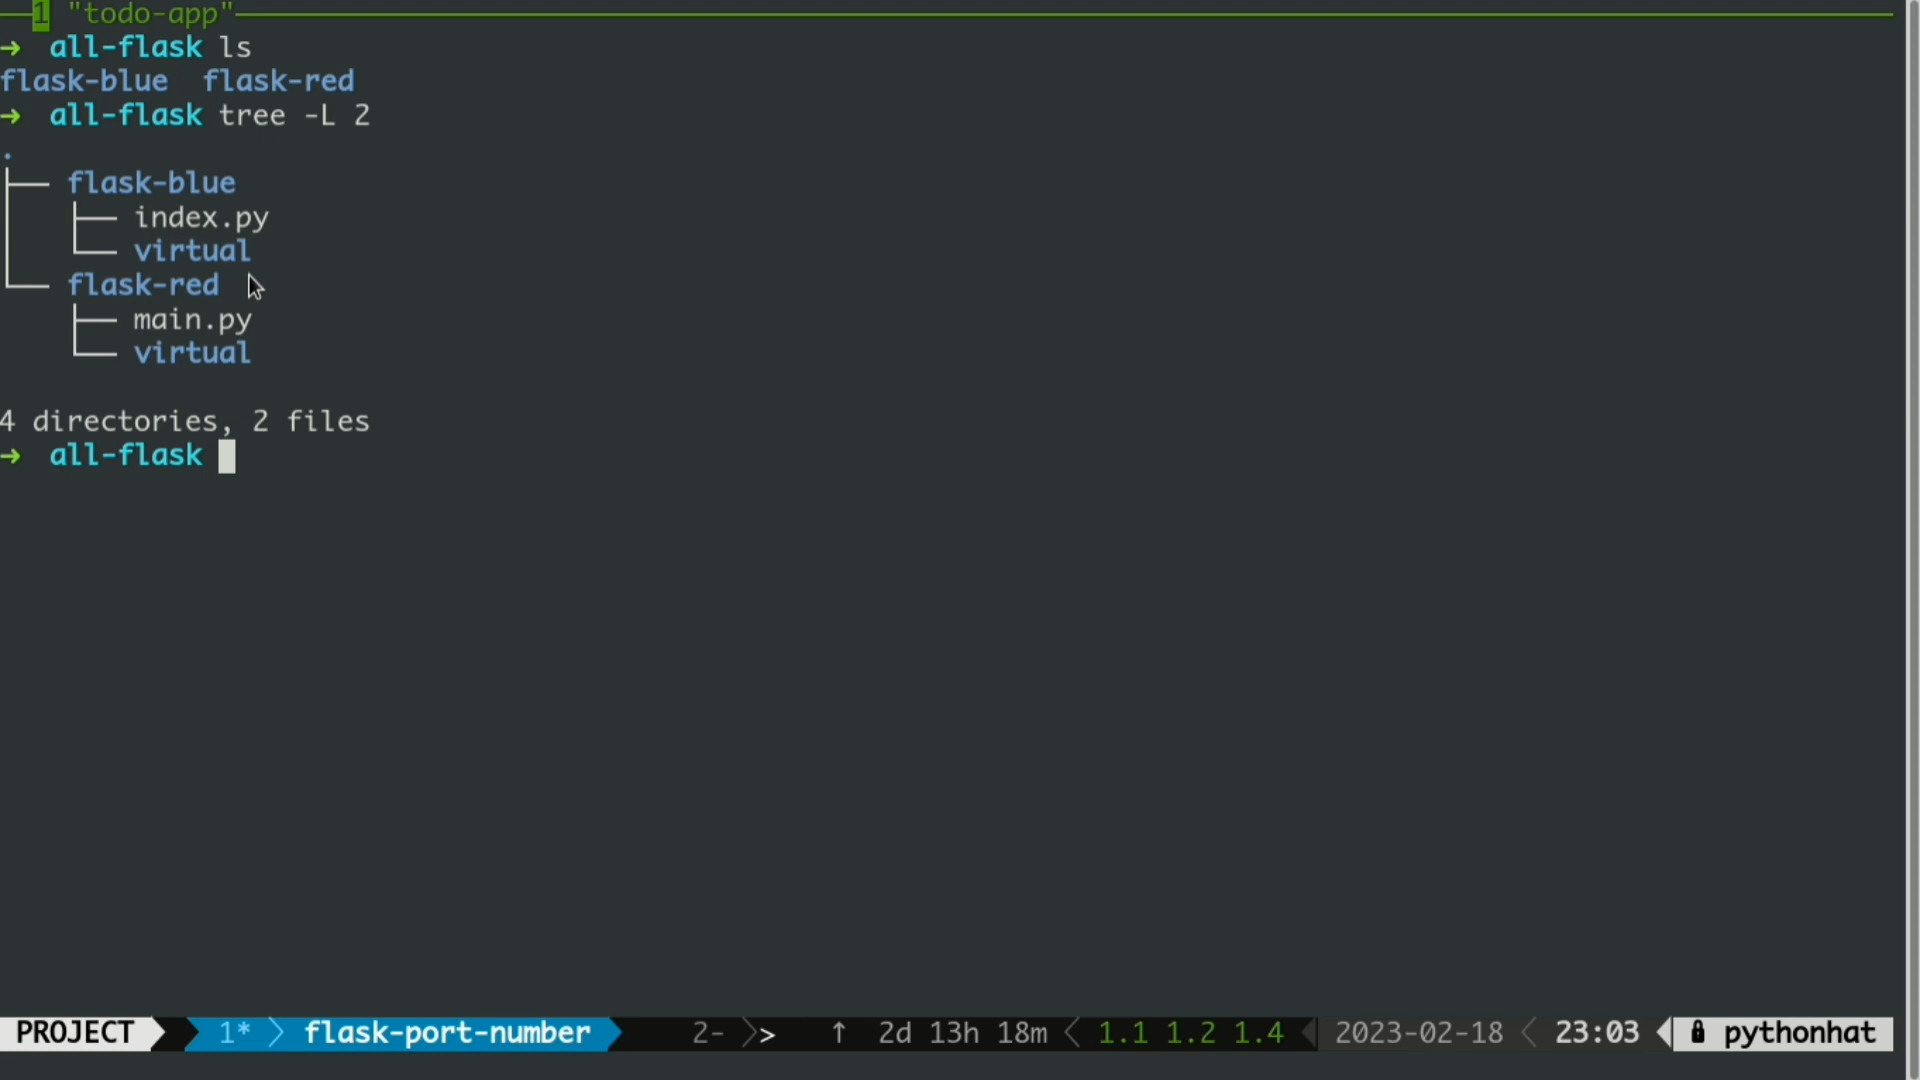 1 "todo-app"
➜ all-flask ls
flask-blue flask-red
➜ all-flask tree -L 2
.
├── flask-blue
│   ├── index.py
│   └── virtual
└── flask-red
    ├── main.py
    └── virtual
4 directories, 2 files
➜ all-flask
PROJECT 1* flask-port-number 2- > ↑ 2d 13h 18m 1.1 1.2 1.4 2023-02-18 23:03 pythonhat